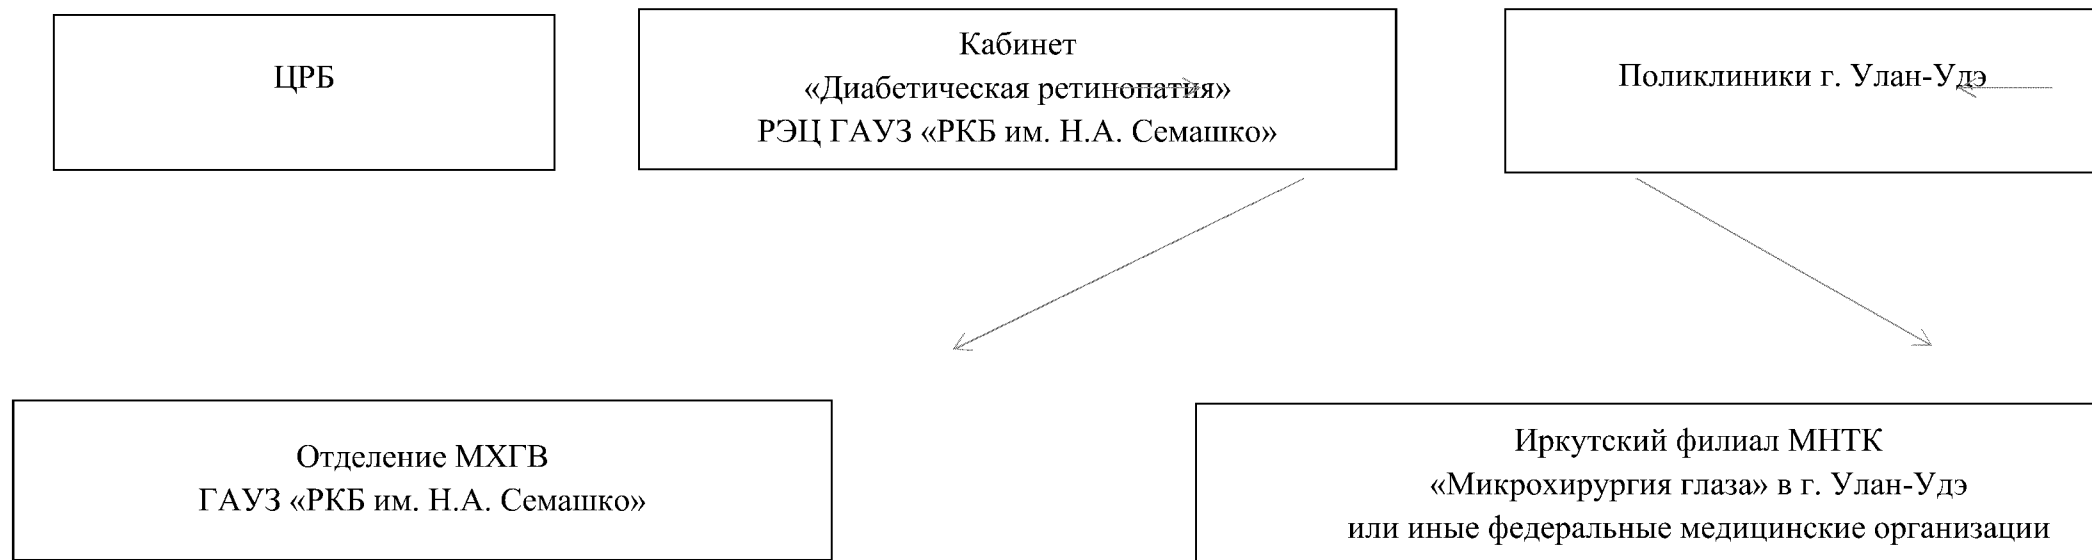 ЦРБ
Кабинет
«Диабетическая ретинопатия»
РЭЦ ГАУЗ «РКБ им. Н.А. Семашко»
Поликлиники г. Улан-Удэ
Отделение МХГВ
ГАУЗ «РКБ им. Н.А. Семашко»
Иркутский филиал МНТК
«Микрохирургия глаза» в г. Улан-Удэ
или иные федеральные медицинские организации